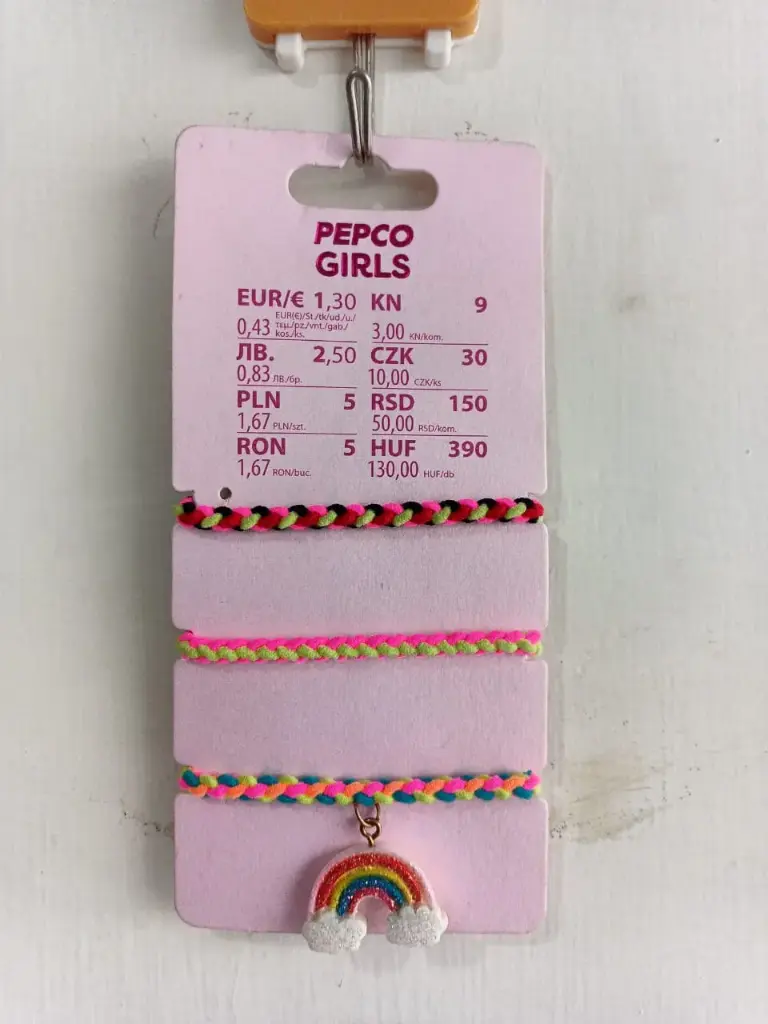 PEPCO
GIRLS
EUR/€ 1,30 KN 9
0,43 EUR(€)/St./tk/ud./u./
τεμ./pz./vnt./gab./
kos./ks. 3,00 KN/kom.
ЛВ. 2,50 CZK 30
0,83 ЛВ./бр. 10,00 CZK/ks
PLN 5 RSD 150
1,67 PLN/szt. 50,00 RSD/kom.
RON 5 HUF 390
1,67 RON/buc. 130,00 HUF/db